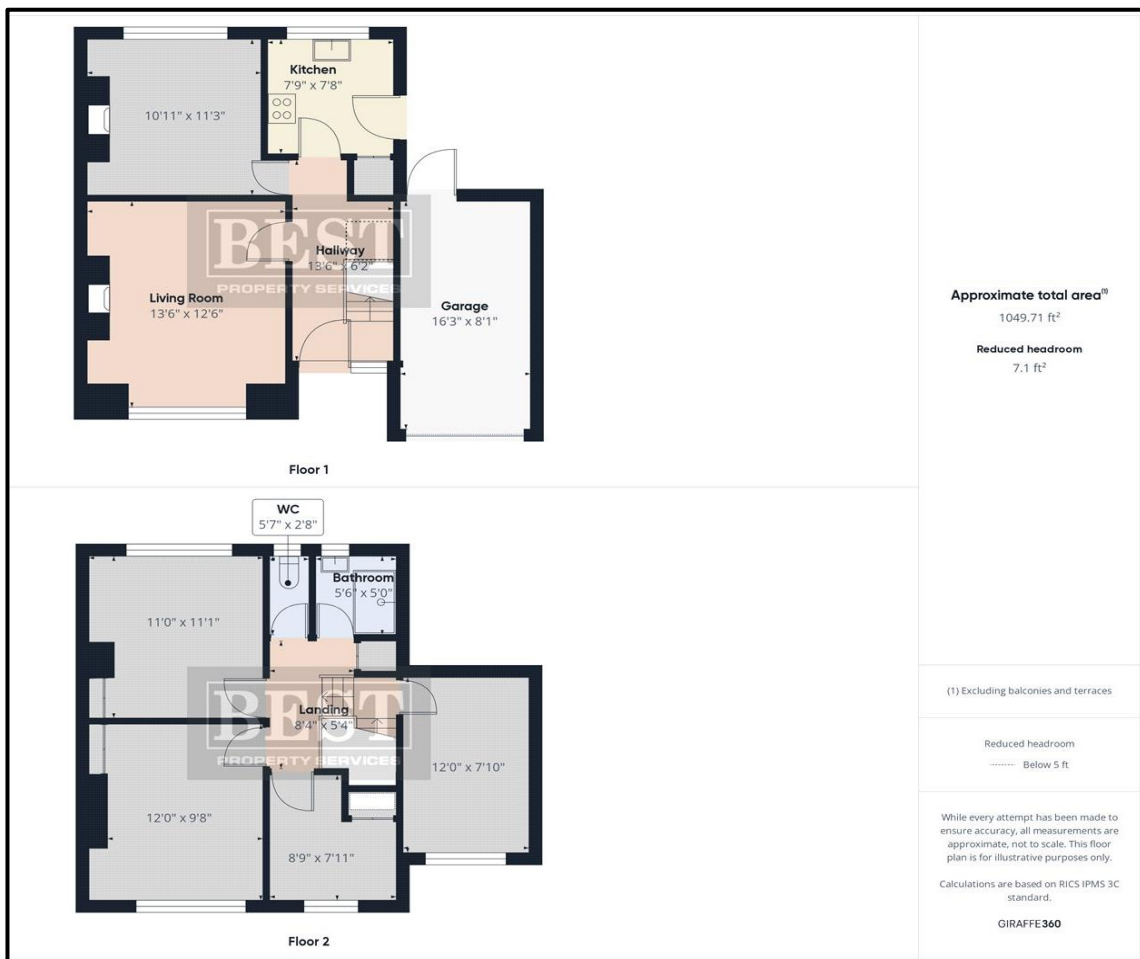 Kitchen
7'9" x 7'8"
10'11" x 11'3"
BEST
PROPERTY SERVICES
Hallway
13'6" x 6'2"
Living Room
13'6" x 12'6"
Garage
16'3" x 8'1"
Floor 1
WC
5'7" x 2'8"
Bathroom
5'6" x 5'0"
11'0" x 11'1"
BEST
PROPERTY SERVICES
Landing
8'4" x 5'4"
12'0" x 7'10"
12'0" x 9'8"
8'9" x 7'11"
Floor 2
Approximate total area(1)
1049.71 ft²
Reduced headroom
7.1 ft²
(1) Excluding balconies and terraces
Reduced headroom
Below 5 ft
While every attempt has been made to
ensure accuracy, all measurements are
approximate, not to scale. This floor
plan is for illustrative purposes only.
Calculations are based on RICS IPMS 3C
standard.
GIRAFFE360